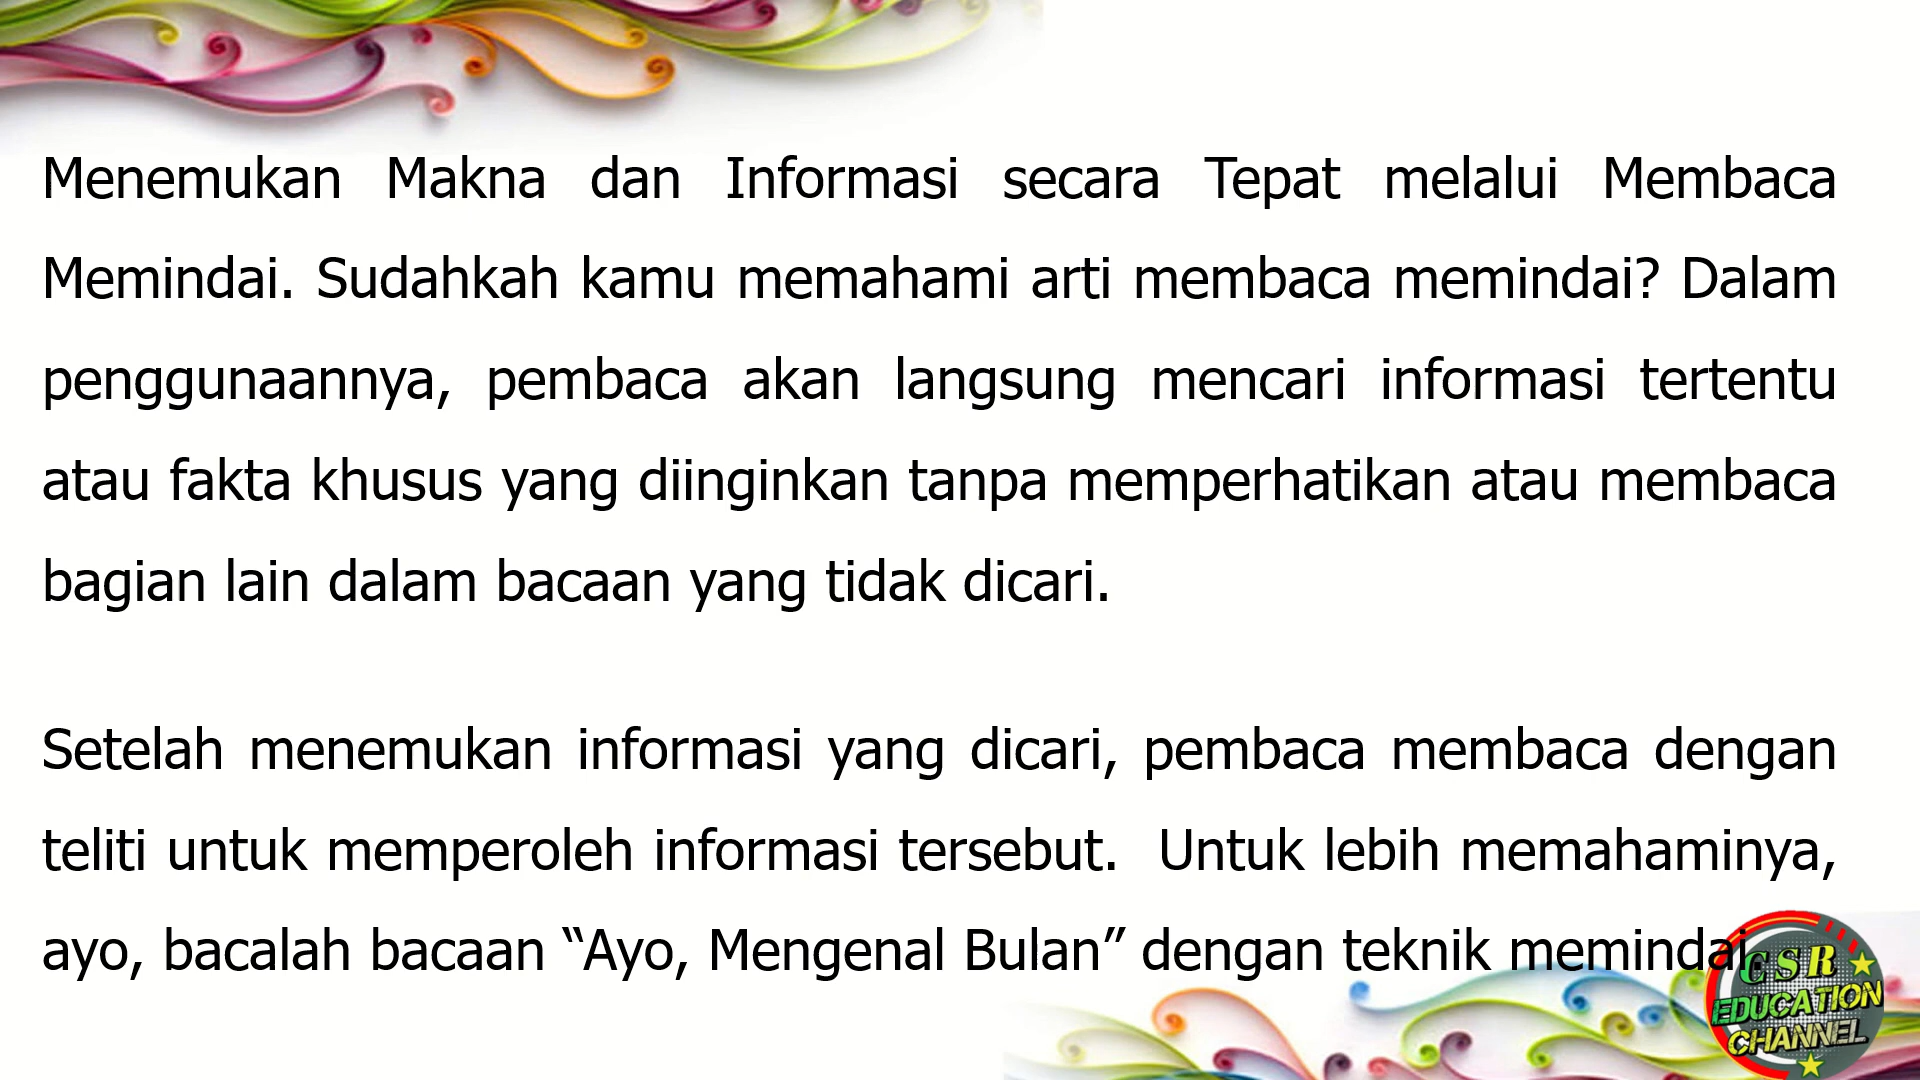 Menemukan Makna dan Informasi secara Tepat melalui Membaca
Memindai. Sudahkah kamu memahami arti membaca memindai? Dalam
penggunaannya, pembaca akan langsung mencari informasi tertentu
atau fakta khusus yang diinginkan tanpa memperhatikan atau membaca
bagian lain dalam bacaan yang tidak dicari.
Setelah menemukan informasi yang dicari, pembaca membaca dengan
teliti untuk memperoleh informasi tersebut.  Untuk lebih memahaminya,
ayo, bacalah bacaan “Ayo, Mengenal Bulan” dengan teknik memindai.
CSR
EDUCATION
CHANNEL